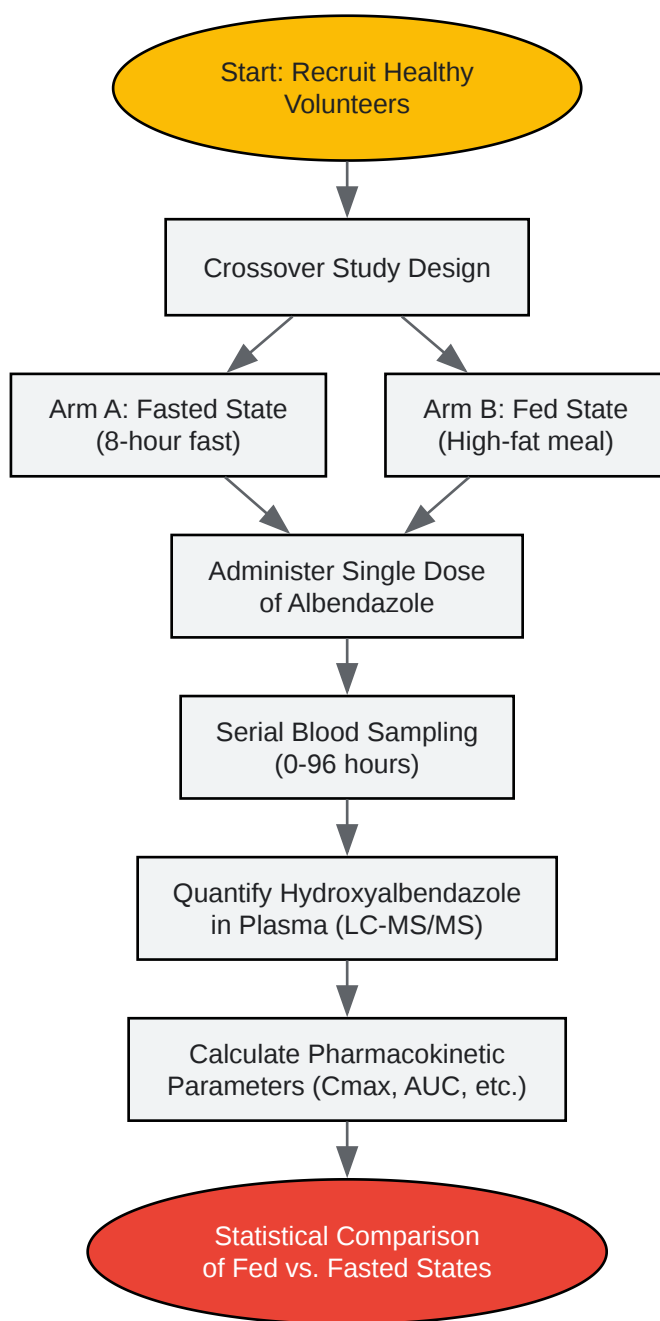 Start: Recruit Healthy
Volunteers
Crossover Study Design
Arm A: Fasted State
(8-hour fast)
Arm B: Fed State
(High-fat meal)
Administer Single Dose
of Albendazole
Serial Blood Sampling
(0-96 hours)
Quantify Hydroxyalbendazole
in Plasma (LC-MS/MS)
Calculate Pharmacokinetic
Parameters (Cmax, AUC, etc.)
Statistical Comparison
of Fed vs. Fasted States